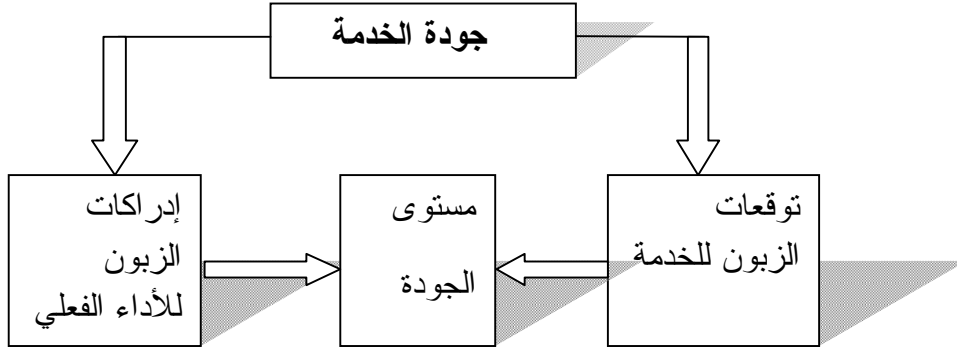 جودة الخدمة
توقعات
الزبون للخدمة
مستوى
الجودة
إدراكات
الزبون
للأداء الفعلي